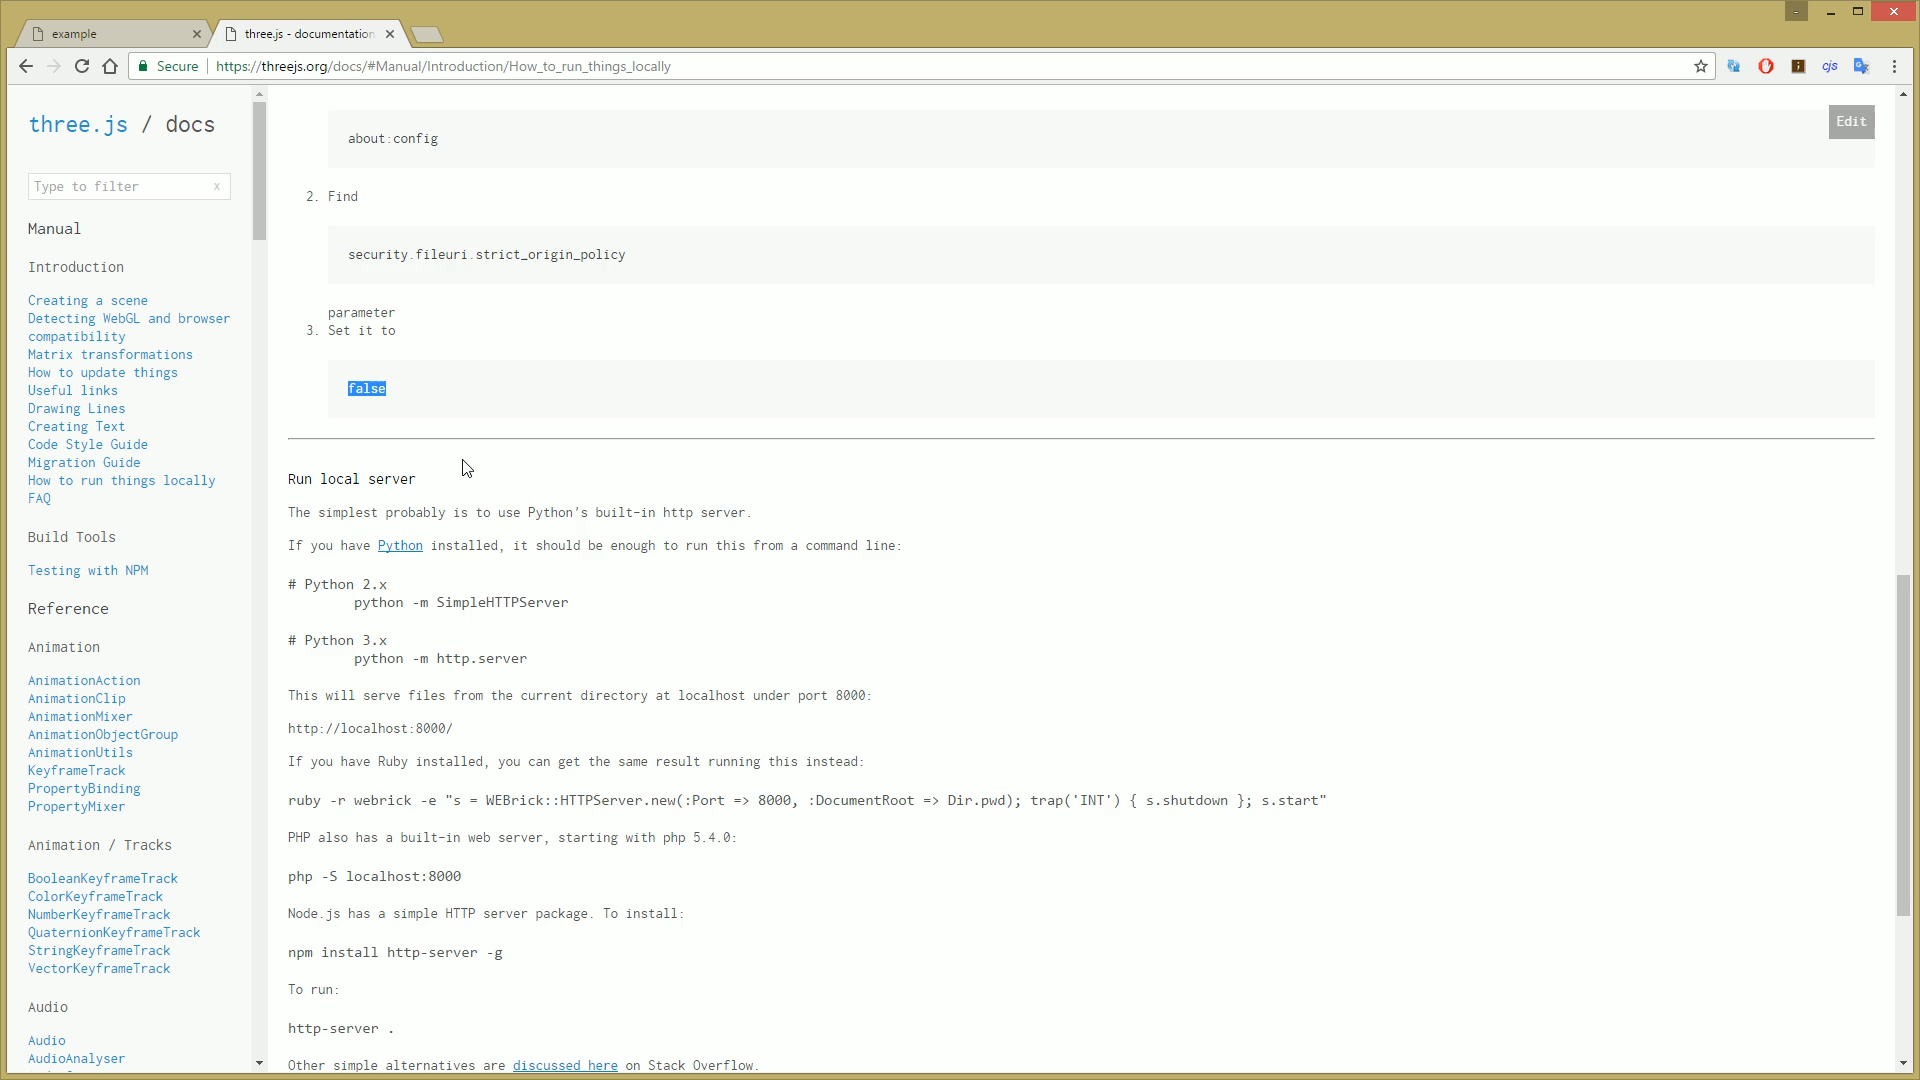 example
three.js - documentation
Secure
https://threejs.org/docs/#Manual/Introduction/How_to_run_things_locally
cjs
three.js / docs
Type to filter
x
Manual
Introduction
Creating a scene
Detecting WebGL and browser
compatibility
Matrix transformations
How to update things
Useful links
Drawing Lines
Creating Text
Code Style Guide
Migration Guide
How to run things locally
FAQ
Build Tools
Testing with NPM
Reference
Animation
AnimationAction
AnimationClip
AnimationMixer
AnimationObjectGroup
AnimationUtils
KeyframeTrack
PropertyBinding
PropertyMixer
Animation / Tracks
BooleanKeyframeTrack
ColorKeyframeTrack
NumberKeyframeTrack
QuaternionKeyframeTrack
StringKeyframeTrack
VectorKeyframeTrack
Audio
Audio
AudioAnalyser
Edit
about:config
2. Find
security.fileuri.strict_origin_policy
parameter
3. Set it to
false
Run local server
The simplest probably is to use Python's built-in http server.
If you have Python installed, it should be enough to run this from a command line:
# Python 2.x
python -m SimpleHTTPServer
# Python 3.x
python -m http.server
This will serve files from the current directory at localhost under port 8000:
http://localhost:8000/
If you have Ruby installed, you can get the same result running this instead:
ruby -r webrick -e "s = WEBrick::HTTPServer.new(:Port => 8000, :DocumentRoot => Dir.pwd); trap('INT') { s.shutdown }; s.start"
PHP also has a built-in web server, starting with php 5.4.0:
php -S localhost:8000
Node.js has a simple HTTP server package. To install:
npm install http-server -g
To run:
http-server .
Other simple alternatives are discussed here on Stack Overflow.